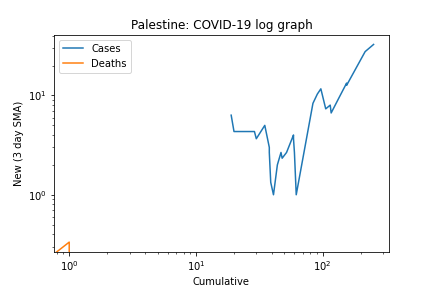 Palestine: COVID-19 log graph
Cases
Deaths
New (3 day SMA)
10¹
10⁰
10⁰
10¹
10²
Cumulative